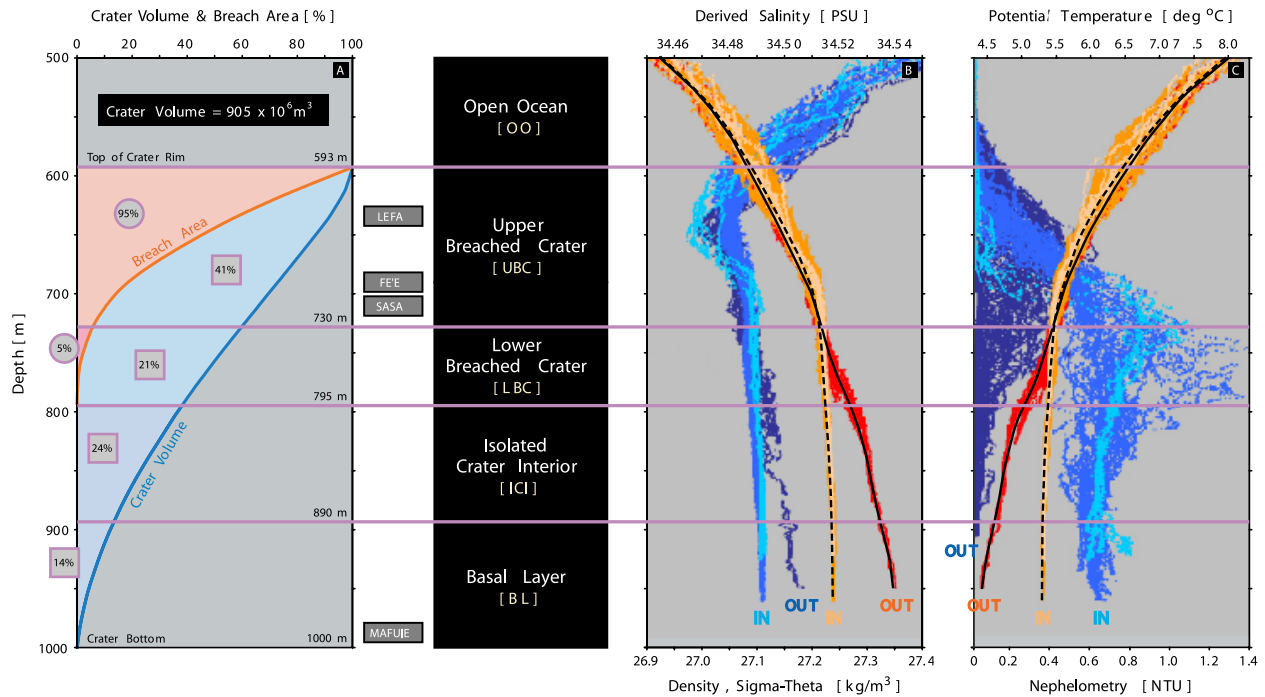 Crater Volume & Breach Area [ % ]
0 20 40 60 80 100
Derived Salinity [ PSU ]
34.46 34.48 34.50 34.52 34.54
Potential Temperature [ deg °C ]
4.5 5.0 5.5 6.0 6.5 7.0 7 .5 8.0
Depth [ m ]
500
600
700
800
900
1000
A
Crater Volume = 905 x 10⁶m³
Top of Crater Rim
593 m
95%
Breach Area
41%
730 m
5%
21%
795 m
24%
Crater Volume
890 m
14%
Crater Bottom
1000 m
LEFA
FE'E
SASA
MAFUIE
Open Ocean
[ OO ]
Upper
Breached Crater
[ UBC ]
Lower
Breached Crater
[ LBC ]
Isolated
Crater Interior
[ ICI ]
Basal Layer
[ BL ]
B
IN
OUT
IN
OUT
26.9 27.0 27.1 27.2 27.3 27.4
Density , Sigma-Theta [ kg/m³ ]
C
OUT
OUT
IN
IN
0 0.2 0.4 0.6 0.8 1.0 1.2 1.4
Nephelometry [ NTU ]